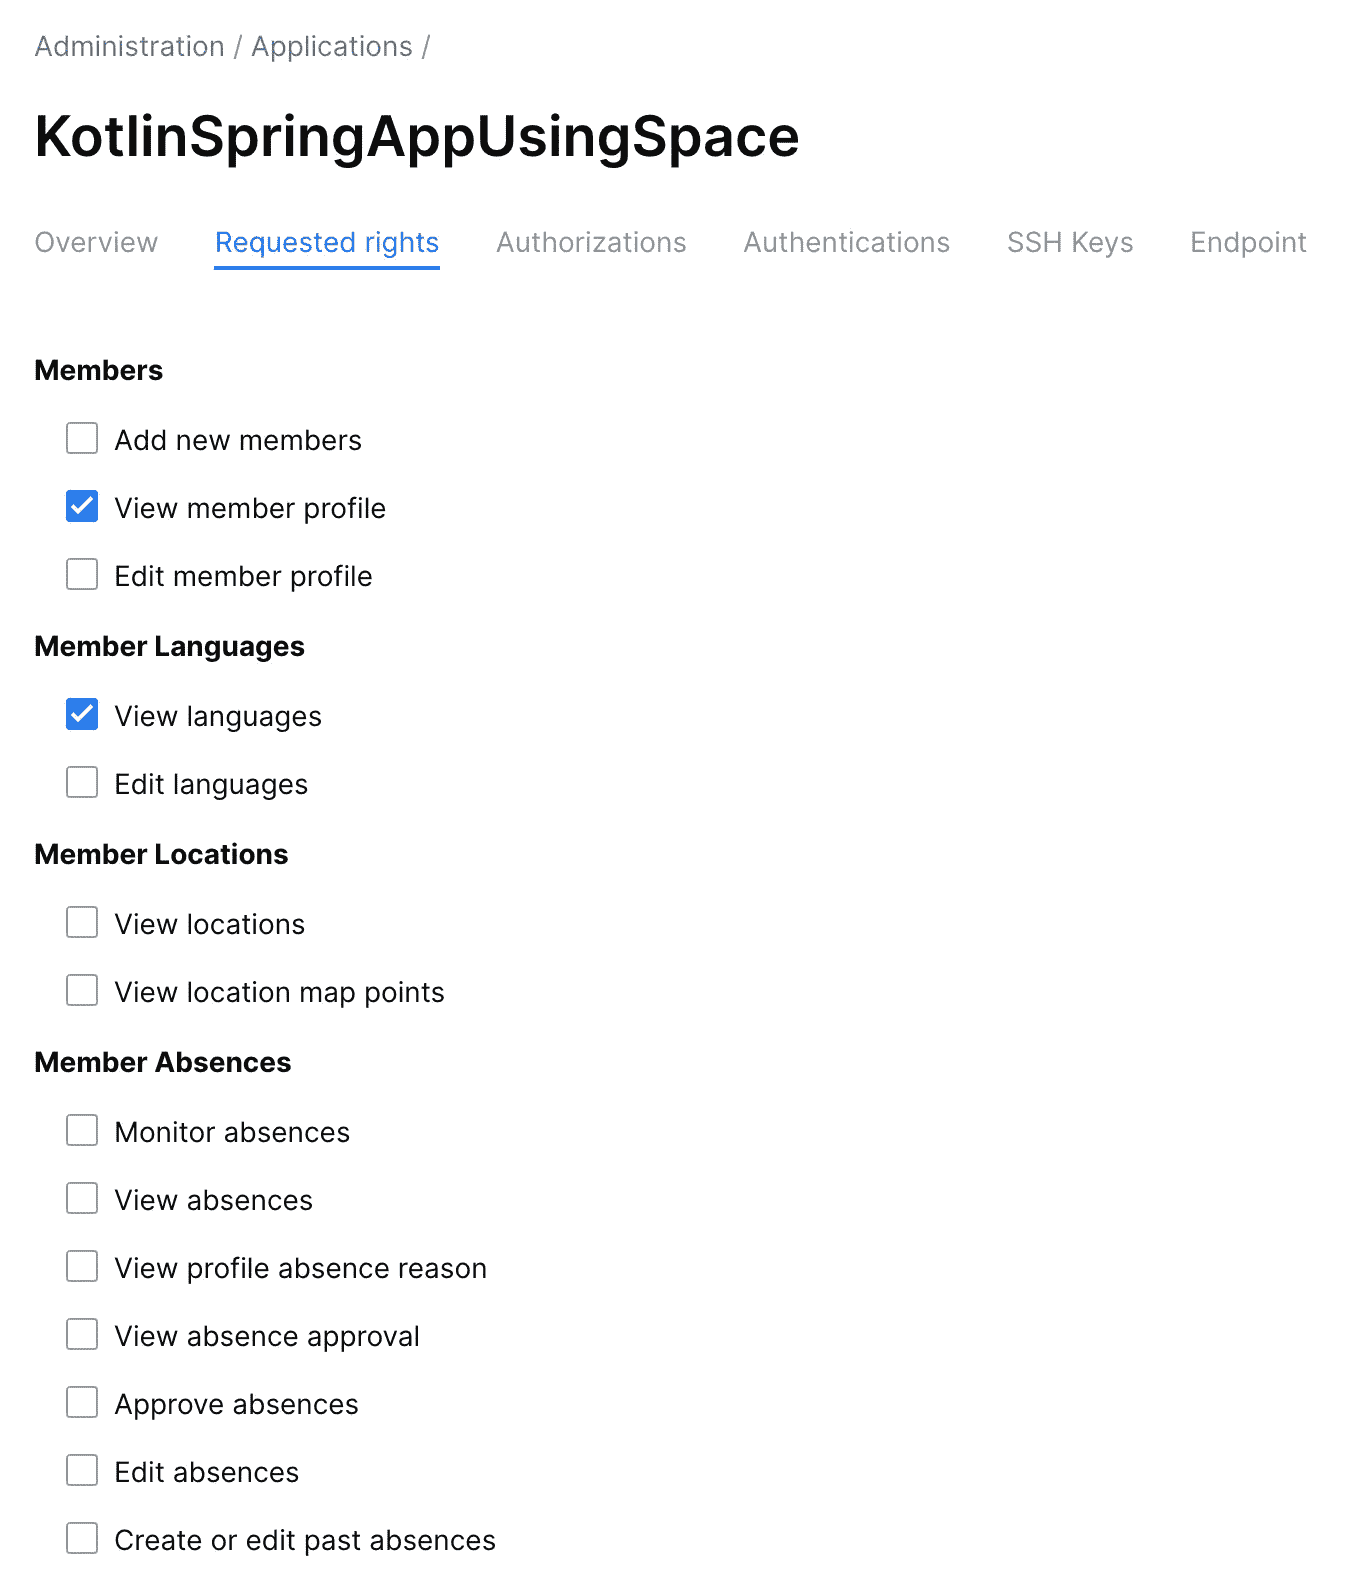 Administration / Applications /
KotlinSpringAppUsingSpace
Overview Requested rights Authorizations Authentications SSH Keys Endpoint
Members
Add new members
View member profile
Edit member profile
Member Languages
View languages
Edit languages
Member Locations
View locations
View location map points
Member Absences
Monitor absences
View absences
View profile absence reason
View absence approval
Approve absences
Edit absences
Create or edit past absences